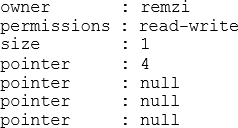 owner : remzi
permissions : read-write
size : 1
pointer : 4
pointer : null
pointer : null
pointer : null